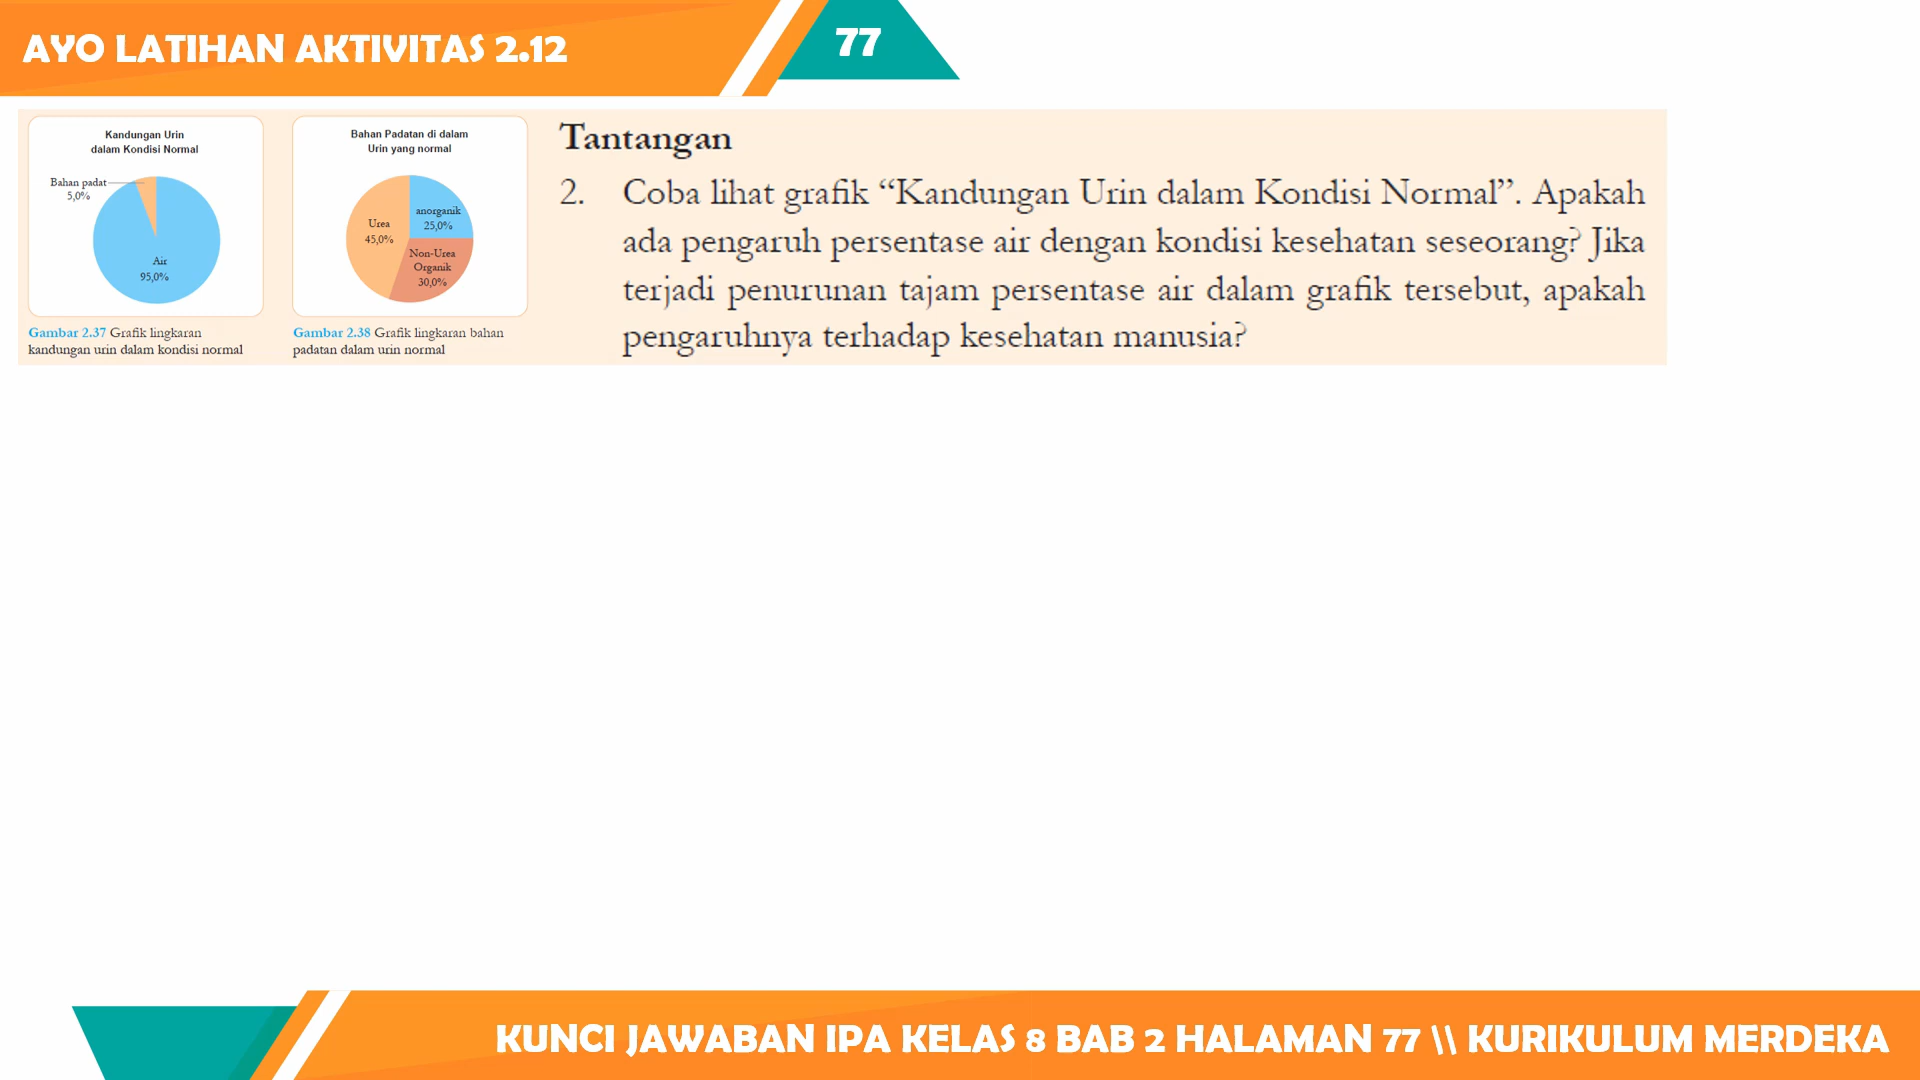 AYO LATIHAN AKTIVITAS 2.12
77
Kandungan Urin
dalam Kondisi Normal
Bahan padat
5,0%
Air
95,0%
Gambar 2.37 Grafik lingkaran
kandungan urin dalam kondisi normal
Bahan Padatan di dalam
Urin yang normal
Urea
45,0%
anorganik
25,0%
Non-Urea
Organik
30,0%
Gambar 2.38 Grafik lingkaran bahan
padatan dalam urin normal
Tantangan
2. Coba lihat grafik “Kandungan Urin dalam Kondisi Normal”. Apakah
ada pengaruh persentase air dengan kondisi kesehatan seseorang? Jika
terjadi penurunan tajam persentase air dalam grafik tersebut, apakah
pengaruhnya terhadap kesehatan manusia?
KUNCI JAWABAN IPA KELAS 8 BAB 2 HALAMAN 77 \\ KURIKULUM MERDEKA